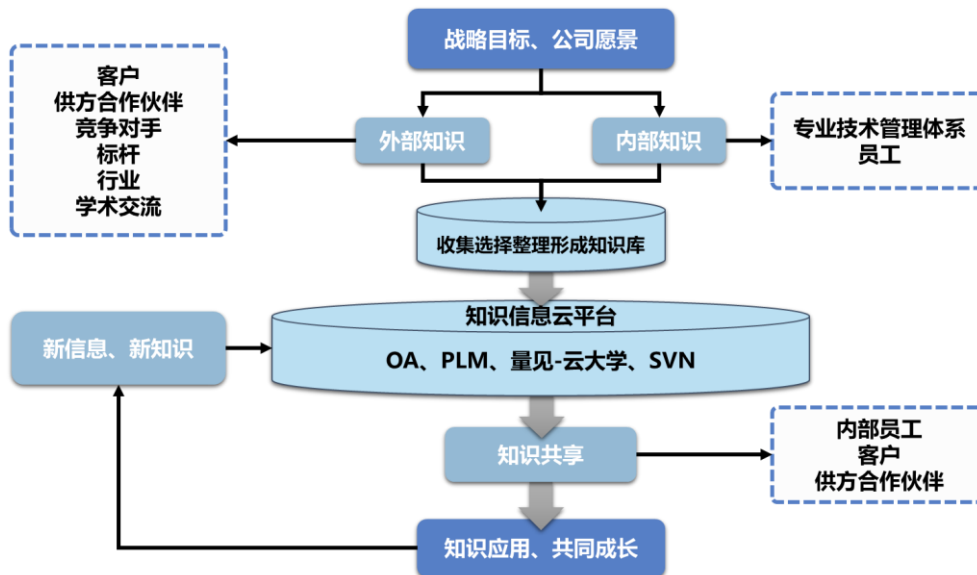 战略目标、公司愿景
客户
供方合作伙伴
竞争对手
标杆
行业
学术交流
外部知识
内部知识
专业技术管理体系
员工
收集选择整理形成知识库
知识信息云平台
OA、PLM、量见-云大学、SVN
新信息、新知识
知识共享
内部员工
客户
供方合作伙伴
知识应用、共同成长